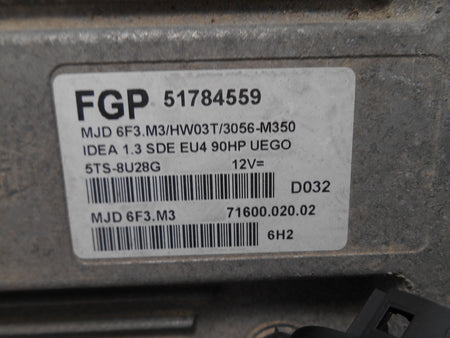 FGP 51784559
MJD 6F3.M3/HW03T/3056-M350
IDEA 1.3 SDE EU4 90HP UEGO
5TS-8U28G 12V=
D032
MJD 6F3.M3 71600.020.02
6H2